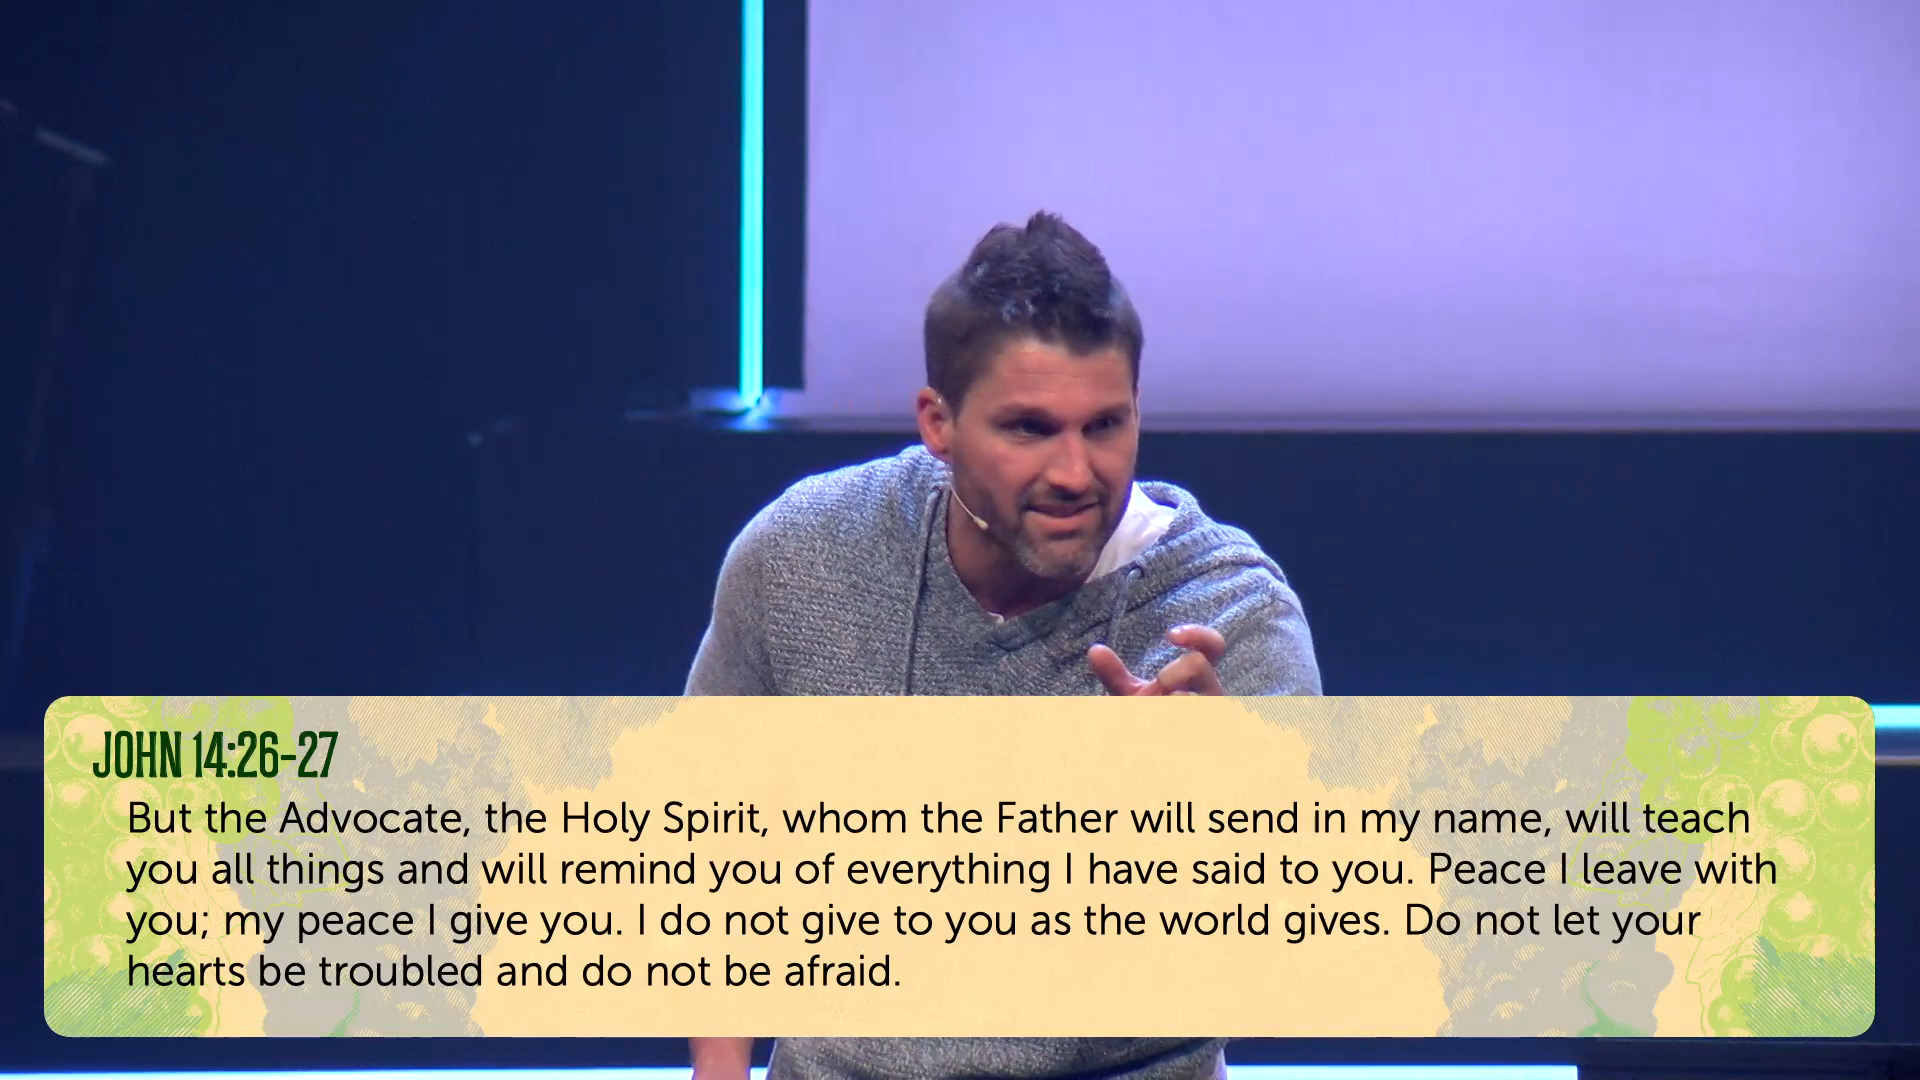 JOHN 14:26-27
But the Advocate, the Holy Spirit, whom the Father will send in my name, will teach
you all things and will remind you of everything I have said to you. Peace I leave with
you; my peace I give you. I do not give to you as the world gives. Do not let your
hearts be troubled and do not be afraid.